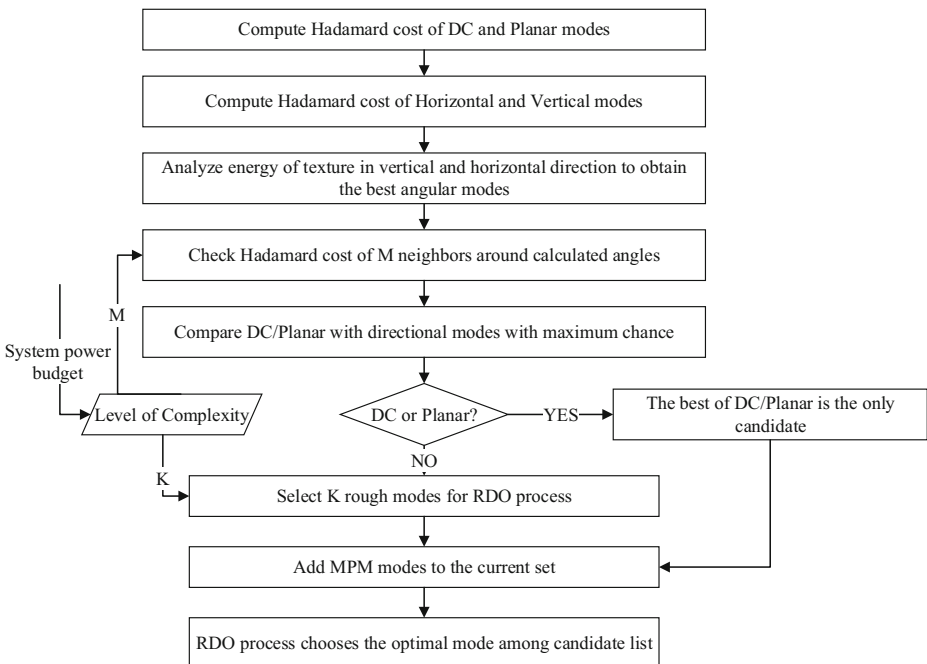 Compute Hadamard cost of DC and Planar modes
Compute Hadamard cost of Horizontal and Vertical modes
Analyze energy of texture in vertical and horizontal direction to obtain
the best angular modes
Check Hadamard cost of M neighbors around calculated angles
M
Compare DC/Planar with directional modes with maximum chance
System power
budget
Level of Complexity
DC or Planar?
YES
The best of DC/Planar is the only
candidate
NO
K
Select K rough modes for RDO process
Add MPM modes to the current set
RDO process chooses the optimal mode among candidate list